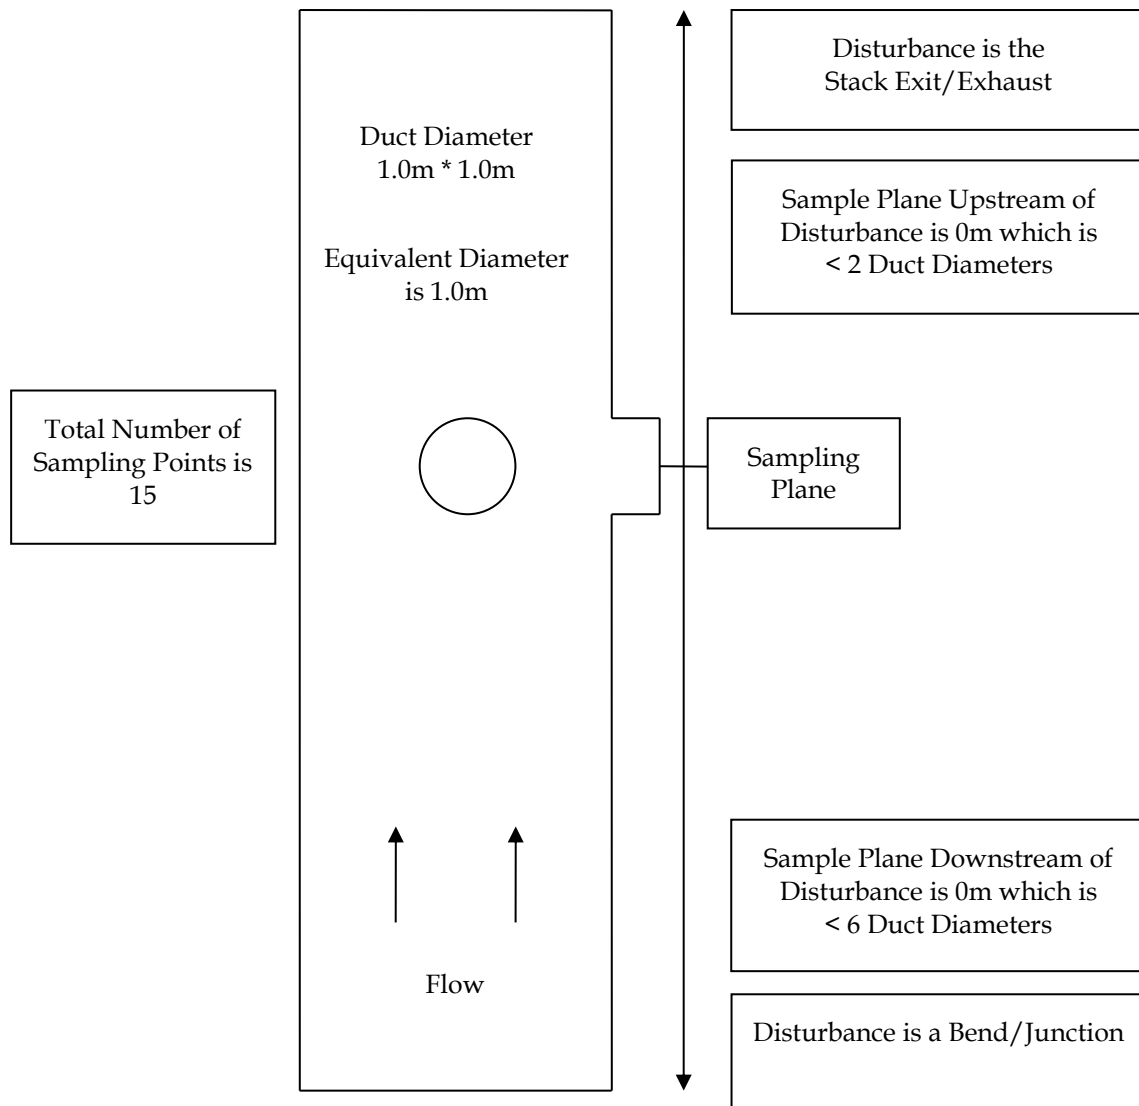 Disturbance is the
Stack Exit/Exhaust
Duct Diameter
1.0m * 1.0m
Sample Plane Upstream of
Disturbance is 0m which is
< 2 Duct Diameters
Equivalent Diameter
is 1.0m
Total Number of
Sampling Points is
15
Sampling
Plane
Sample Plane Downstream of
Disturbance is 0m which is
< 6 Duct Diameters
Flow
Disturbance is a Bend/Junction